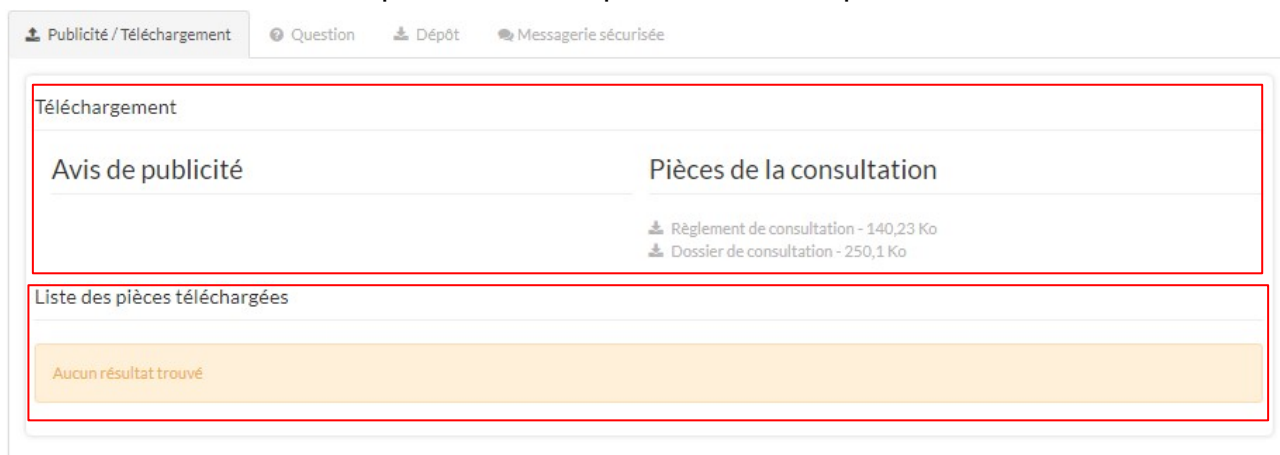 Publicité / Téléchargement Question Dépôt Messagerie sécurisée
Téléchargement
Avis de publicité Pièces de la consultation
Règlement de consultation - 140,23 Ko
Dossier de consultation - 250,1 Ko
Liste des pièces téléchargées
Aucun résultat trouvé